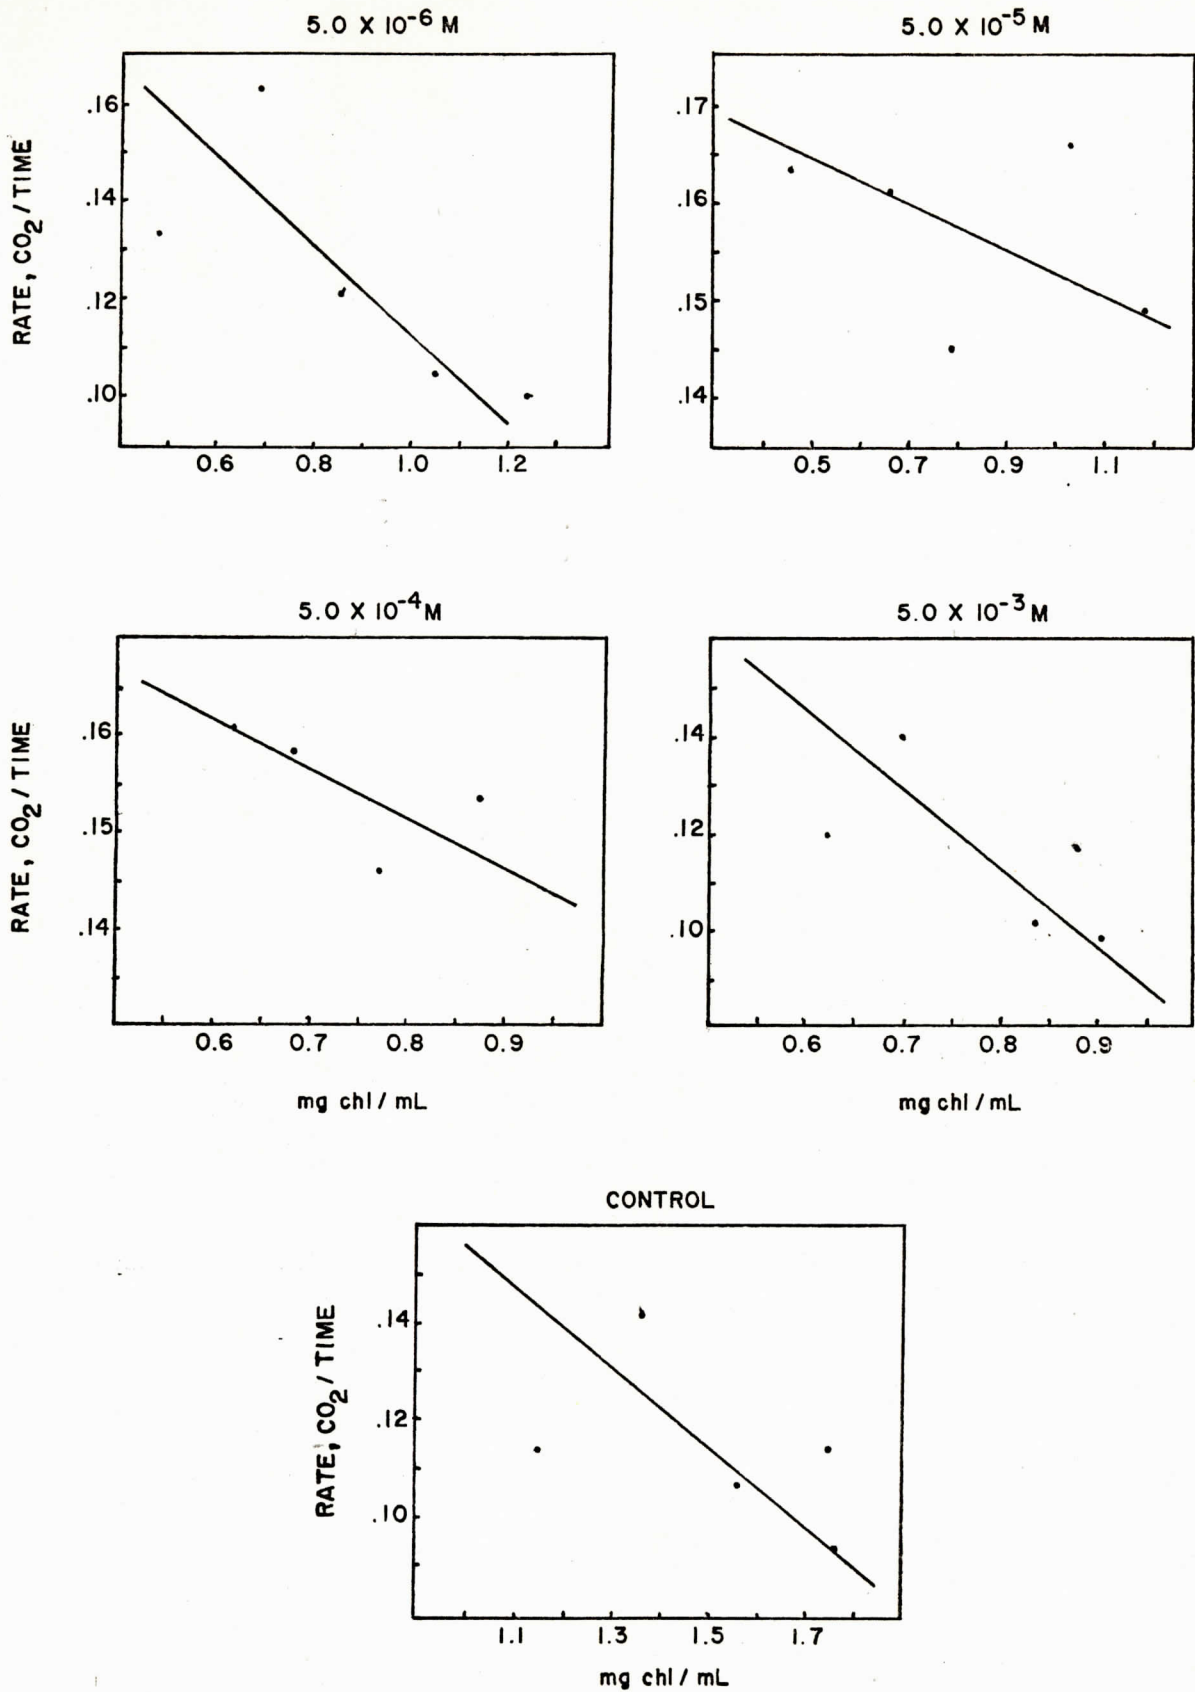 5.0 X 10⁻⁶ M
5.0 X 10⁻⁵ M
RATE, CO₂ / TIME
.16
.14
.12
.10
0.6 0.8 1.0 1.2
.17
.16
.15
.14
0.5 0.7 0.9 1.1
5.0 X 10⁻⁴ M
5.0 X 10⁻³ M
RATE, CO₂ / TIME
.16
.15
.14
0.6 0.7 0.8 0.9
mg chl / mL
.14
.12
.10
0.6 0.7 0.8 0.9
mg chl / mL
CONTROL
RATE, CO₂ / TIME
.14
.12
.10
1.1 1.3 1.5 1.7
mg chl / mL